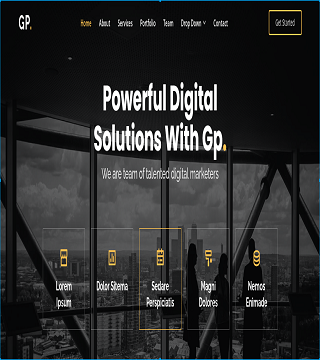 GP.
Home About Services Portfolio Team Drop Down Contact Get Started
Powerful Digital
Solutions With Gp.
We are team of talented digital marketers
Lorem
Ipsum
Dolor Sitema
Sedare
Perspiciatis
Magni
Dolores
Nemos
Enimade